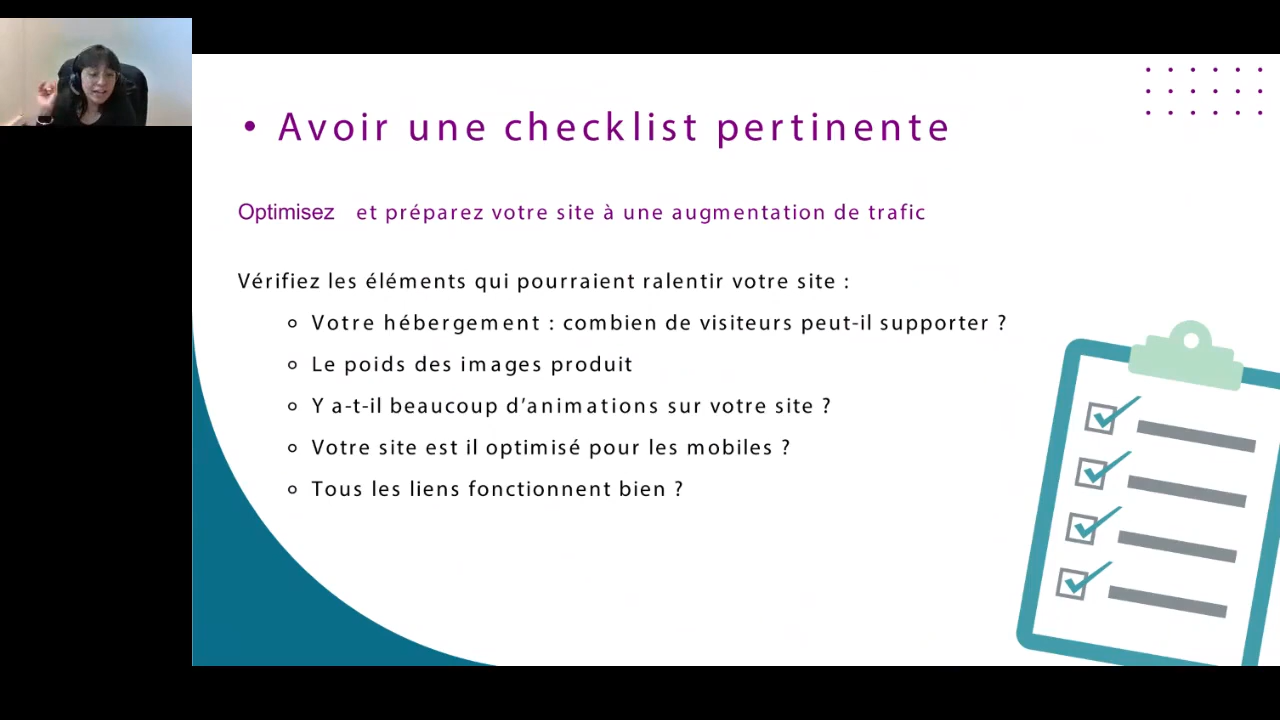 • Avoir une checklist pertinente
Optimisez et préparez votre site à une augmentation de trafic
Vérifiez les éléments qui pourraient ralentir votre site :
Votre hébergement : combien de visiteurs peut-il supporter ?
Le poids des images produit
Y a-t-il beaucoup d’animations sur votre site ?
Votre site est il optimisé pour les mobiles ?
Tous les liens fonctionnent bien ?